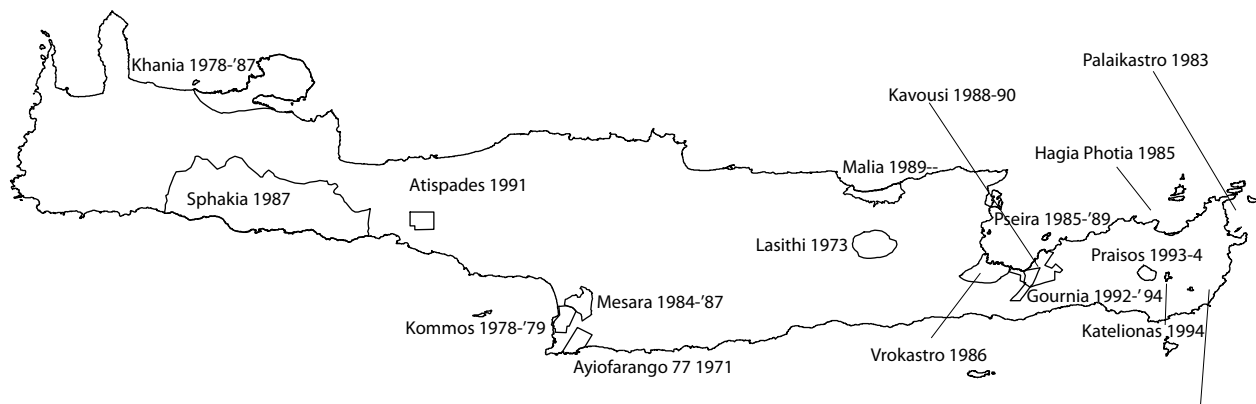 Palaikastro 1983
Khania 1978-'87
Kavousi 1988-90
Hagia Photia 1985
Malia 1989--
Atispades 1991
Sphakia 1987
Pseira 1985-'89
Lasithi 1973
Praisos 1993-4
Mesara 1984-'87
Gournia 1992-'94
Kommos 1978-'79
Katelionas 1994
Vrokastro 1986
Ayiofarango 77 1971